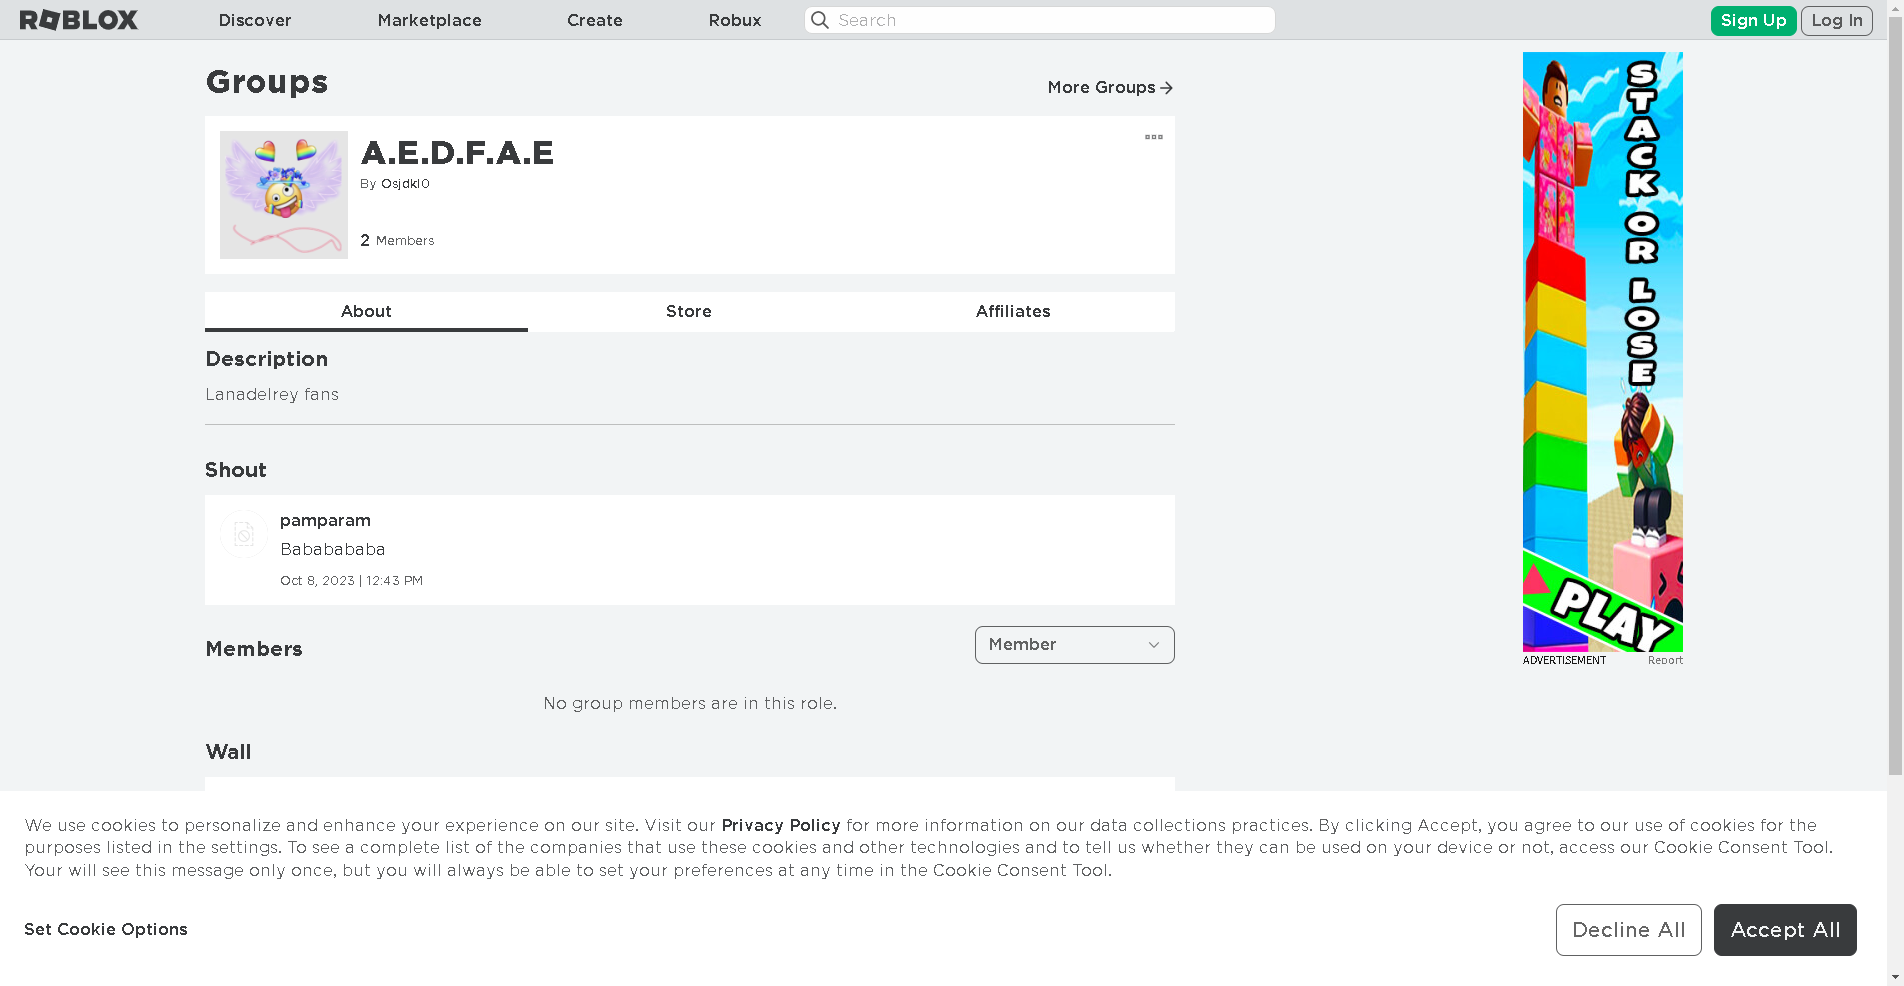 ROBLOX Discover Marketplace Create Robux Search Sign Up Log In
Groups
More Groups
A.E.D.F.A.E
By Osjdkl0
2 Members
About Store Affiliates
Description
Lanadelrey fans
Shout
pamparam
Bababababa
Oct 8, 2023 | 12:43 PM
Members
Member
No group members are in this role.
Wall
STACK OR LOSE
PLAY
ADVERTISEMENT Report
We use cookies to personalize and enhance your experience on our site. Visit our Privacy Policy for more information on our data collections practices. By clicking Accept, you agree to our use of cookies for the
purposes listed in the settings. To see a complete list of the companies that use these cookies and other technologies and to tell us whether they can be used on your device or not, access our Cookie Consent Tool.
Your will see this message only once, but you will always be able to set your preferences at any time in the Cookie Consent Tool.
Set Cookie Options
Decline All Accept All